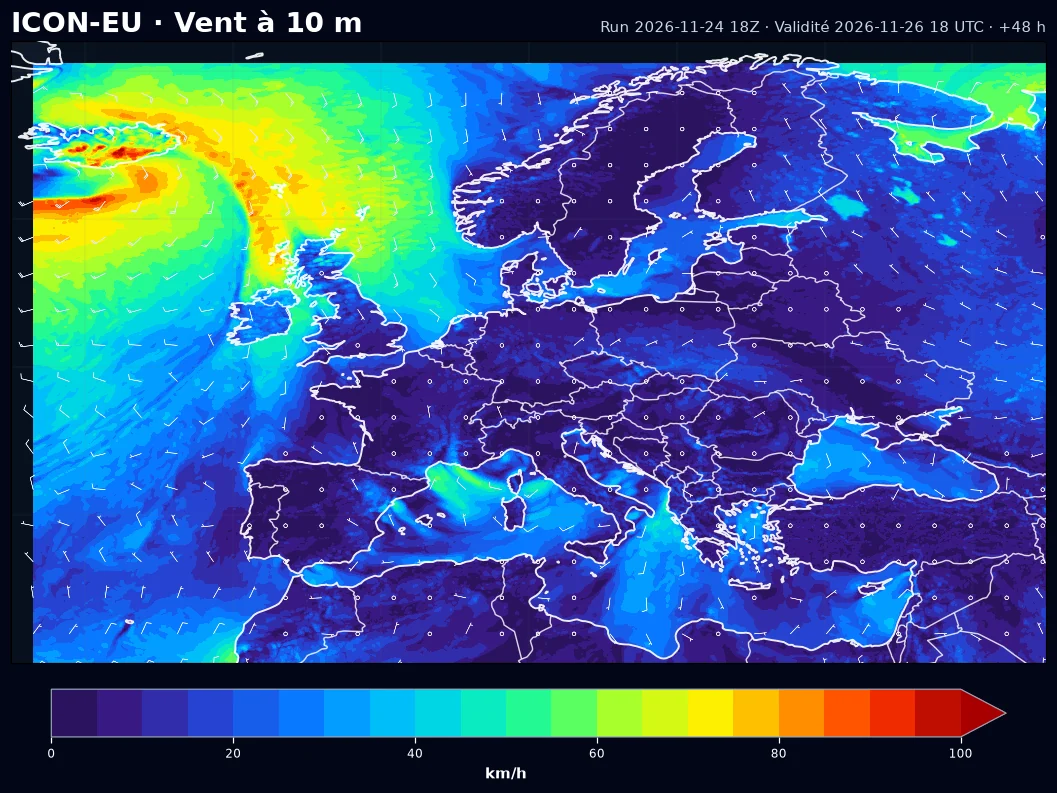 ICON-EU · Vent à 10 m
Run 2026-11-24 18Z · Validité 2026-11-26 18 UTC · +48 h
0 20 40 60 80 100
km/h